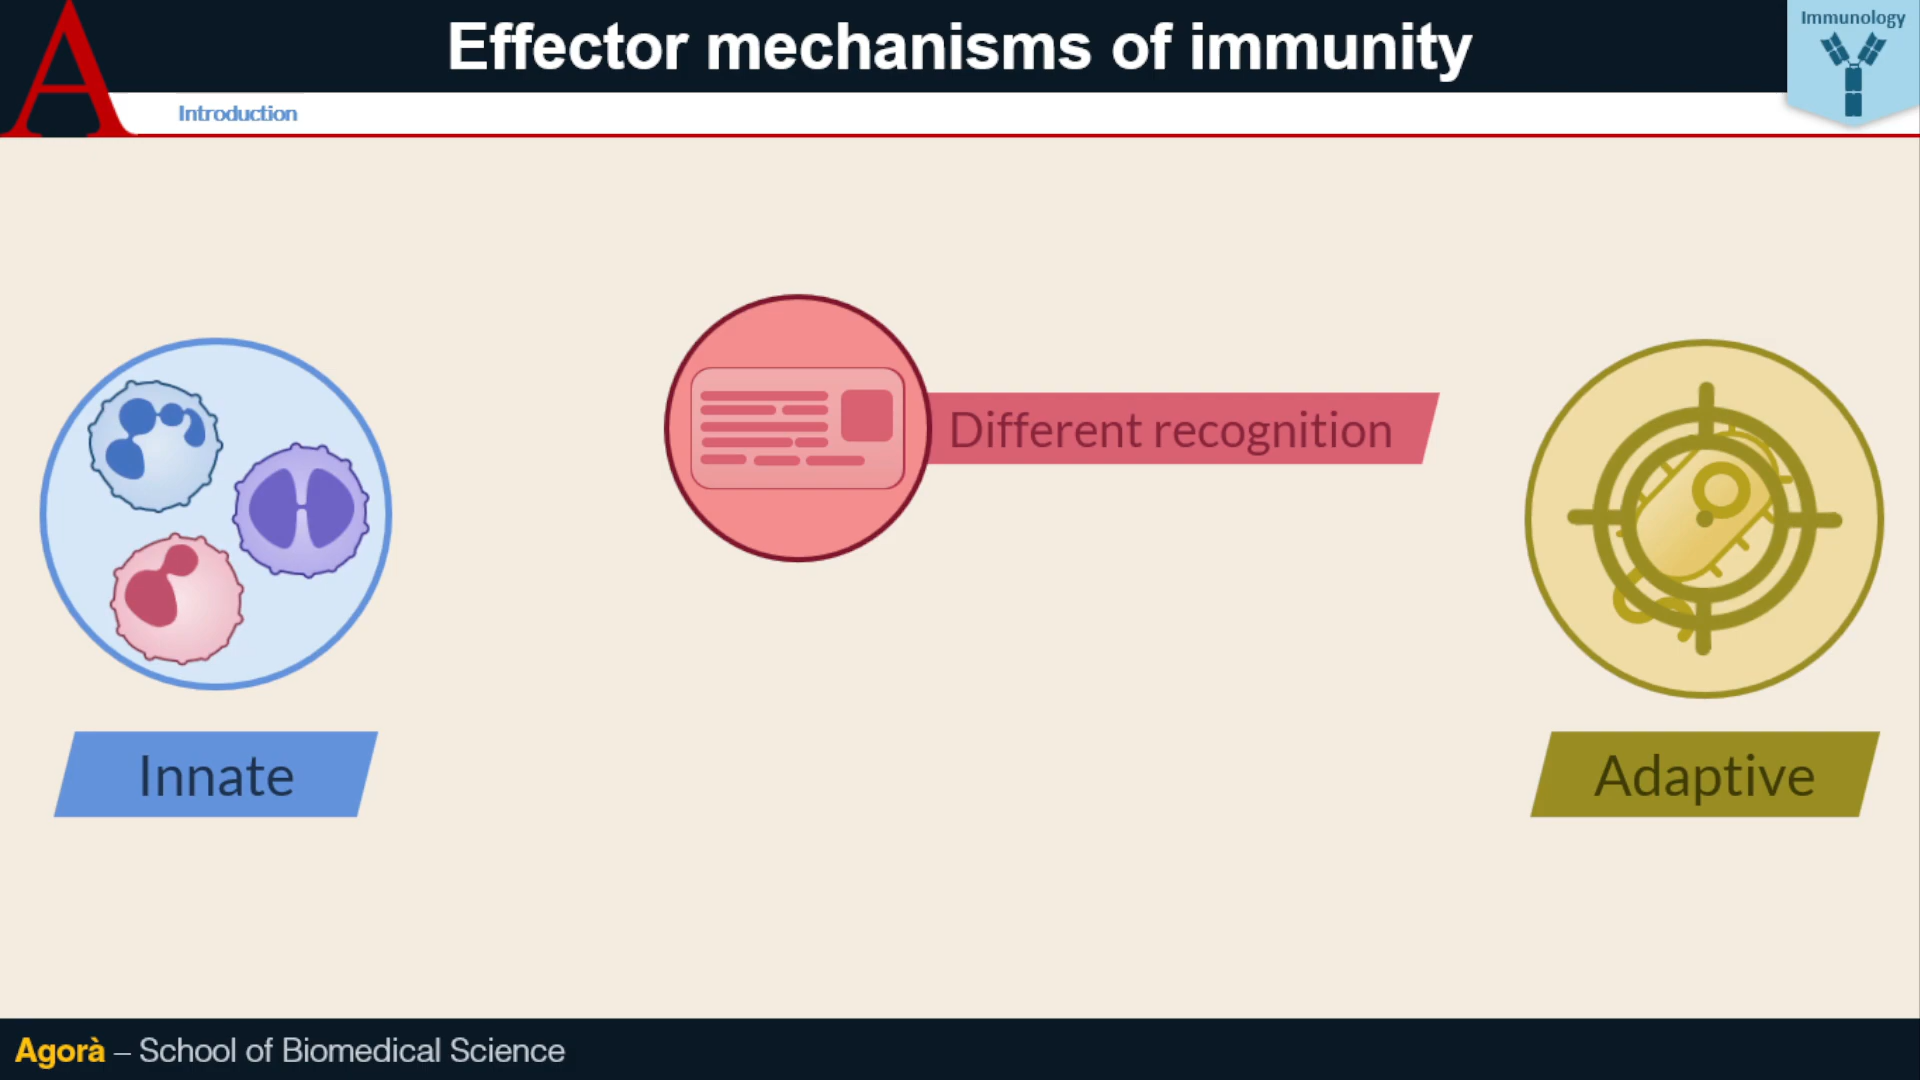 Effector mechanisms of immunity
Immunology
A
Introduction
Different recognition
Innate
Adaptive
Agorà – School of Biomedical Science